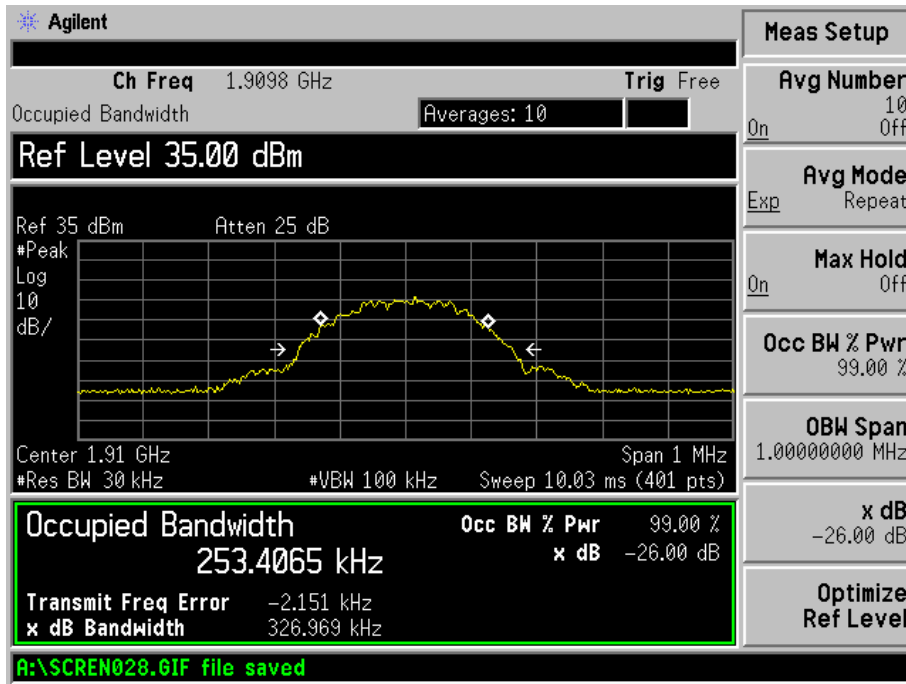 Agilent
Ch Freq 1.9098 GHz Trig Free
Occupied Bandwidth Averages: 10
Ref Level 35.00 dBm
Ref 35 dBm Atten 25 dB
#Peak
Log
10
dB/
Center 1.91 GHz Span 1 MHz
#Res BW 30 kHz #VBW 100 kHz Sweep 10.03 ms (401 pts)
Occupied Bandwidth Occ BW % Pwr 99.00 %
253.4065 kHz x dB -26.00 dB
Transmit Freq Error -2.151 kHz
x dB Bandwidth 326.969 kHz
A:\SCREN028.GIF file saved
Meas Setup
Avg Number
10
On Off
Avg Mode
Exp Repeat
Max Hold
On Off
Occ BW % Pwr
99.00 %
OBW Span
1.00000000 MHz
x dB
-26.00 dB
Optimize
Ref Level